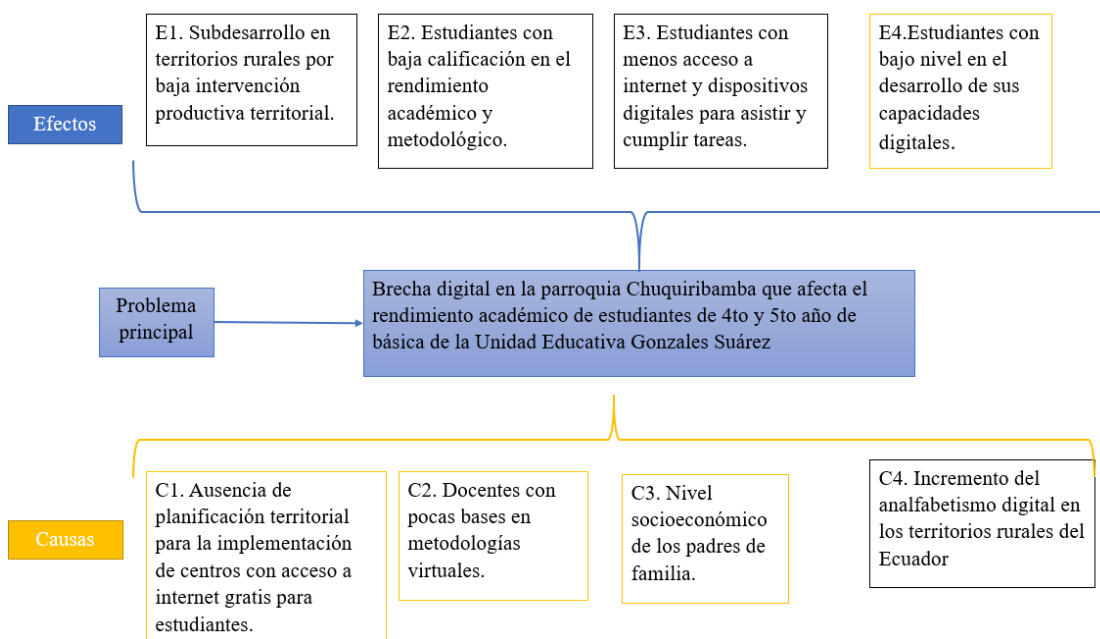 E1. Subdesarrollo en
territorios rurales por
baja intervención
productiva territorial.
E2. Estudiantes con
baja calificación en el
rendimiento
académico y
metodológico.
E3. Estudiantes con
menos acceso a
internet y dispositivos
digitales para asistir y
cumplir tareas.
E4.Estudiantes con
bajo nivel en el
desarrollo de sus
capacidades
digitales.
Efectos
Problema
principal
Brecha digital en la parroquia Chuquiribamba que afecta el
rendimiento académico de estudiantes de 4to y 5to año de
básica de la Unidad Educativa Gonzales Suárez
Causas
C1. Ausencia de
planificación territorial
para la implementación
de centros con acceso a
internet gratis para
estudiantes.
C2. Docentes con
pocas bases en
metodologías
virtuales.
C3. Nivel
socioeconómico
de los padres de
familia.
C4. Incremento del
analfabetismo digital en
los territorios rurales del
Ecuador